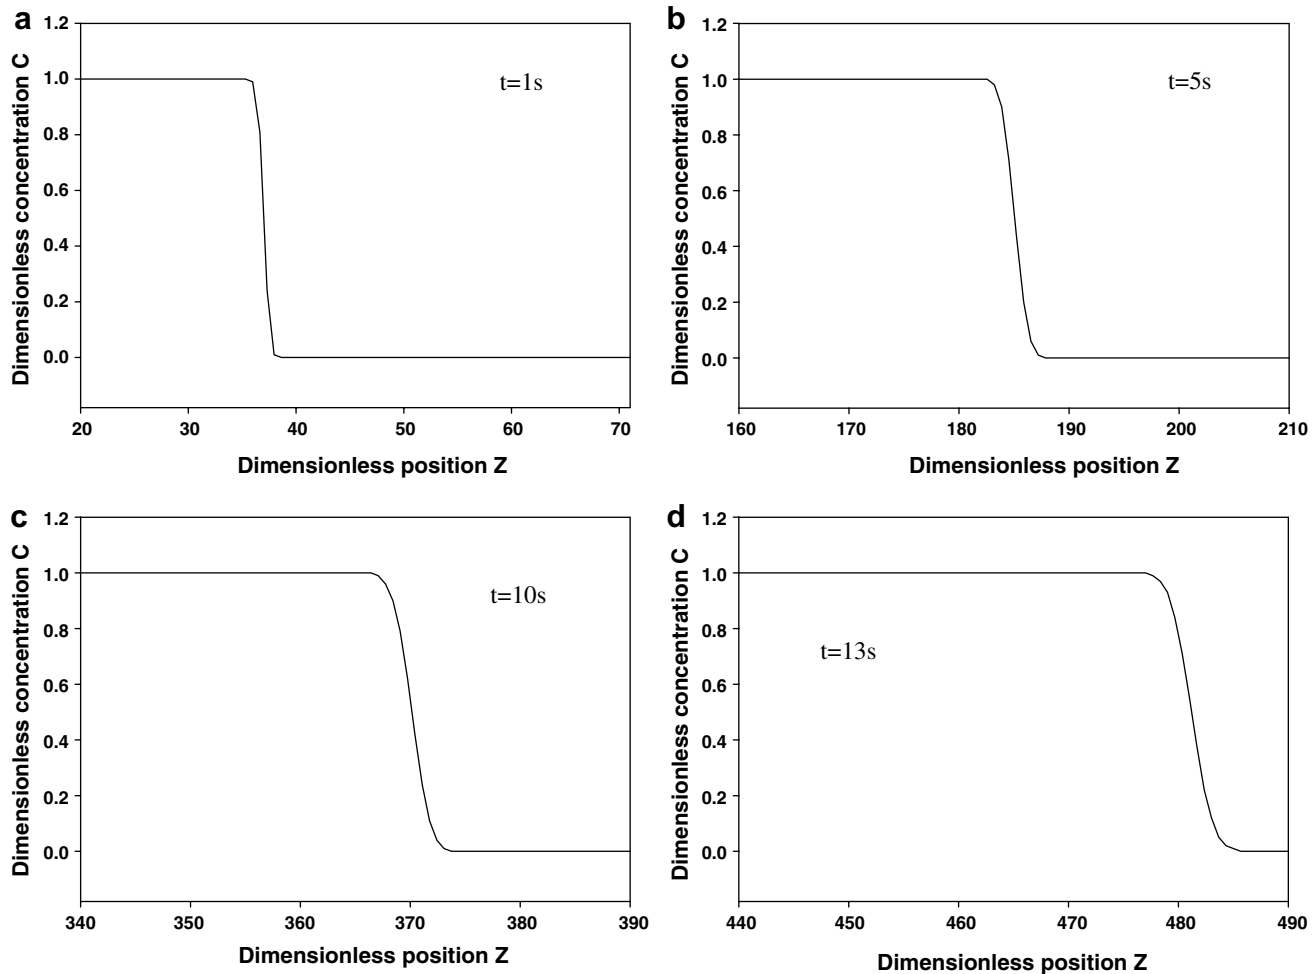 a
Dimensionless concentration C
1.2
1.0
0.8
0.6
0.4
0.2
0.0
t=1s
20 30 40 50 60 70
Dimensionless position Z
b
Dimensionless concentration C
1.2
1.0
0.8
0.6
0.4
0.2
0.0
t=5s
160 170 180 190 200 210
Dimensionless position Z
c
Dimensionless concentration C
1.2
1.0
0.8
0.6
0.4
0.2
0.0
t=10s
340 350 360 370 380 390
Dimensionless position Z
d
Dimensionless concentration C
1.2
1.0
0.8
0.6
0.4
0.2
0.0
t=13s
440 450 460 470 480 490
Dimensionless position Z